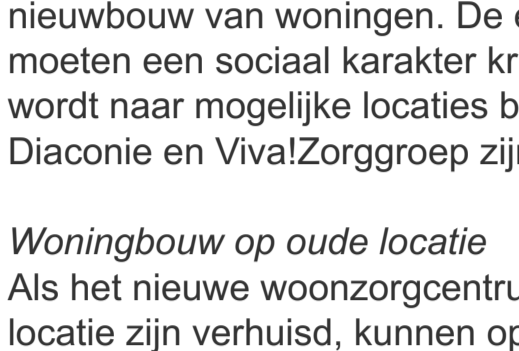 nieuwbouw van woningen. De
moeten een sociaal karakter
wordt naar mogelijke locaties
Diaconie en Viva!Zorggroep
Woningbouw op oude locatie
Als het nieuwe
locatie zijn verhuisd, kunnen